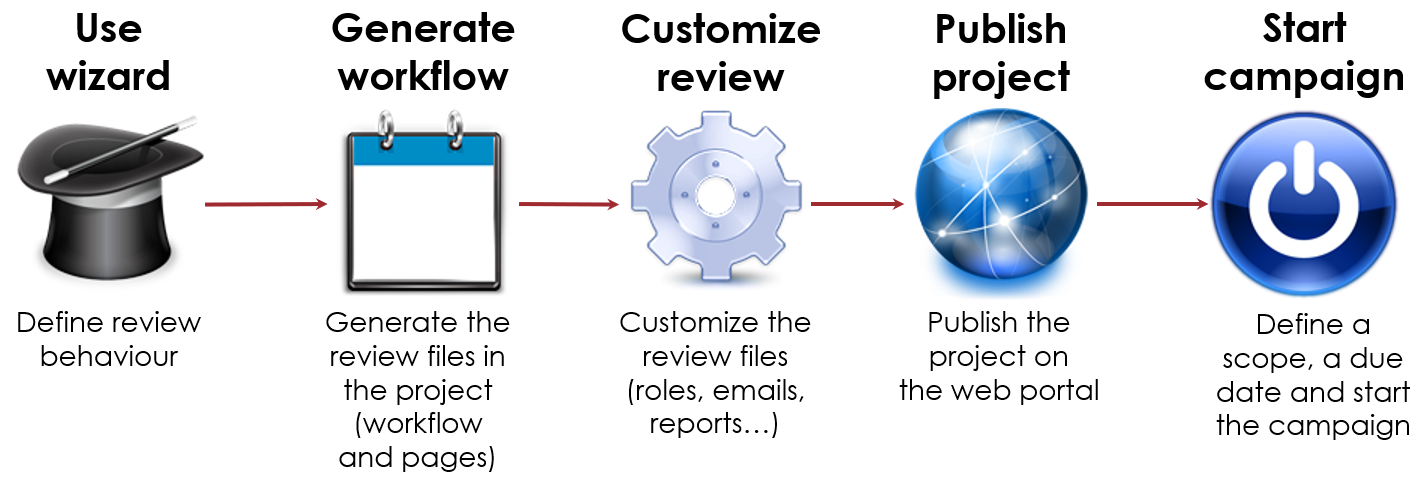 Use
wizard
Generate
workflow
Customize
review
Publish
project
Start
campaign
Define review
behaviour
Generate the
review files in
the project
(workflow
and pages)
Customize the
review files
(roles, emails,
reports…)
Publish the
project on
the web portal
Define a
scope, a due
date and start
the campaign